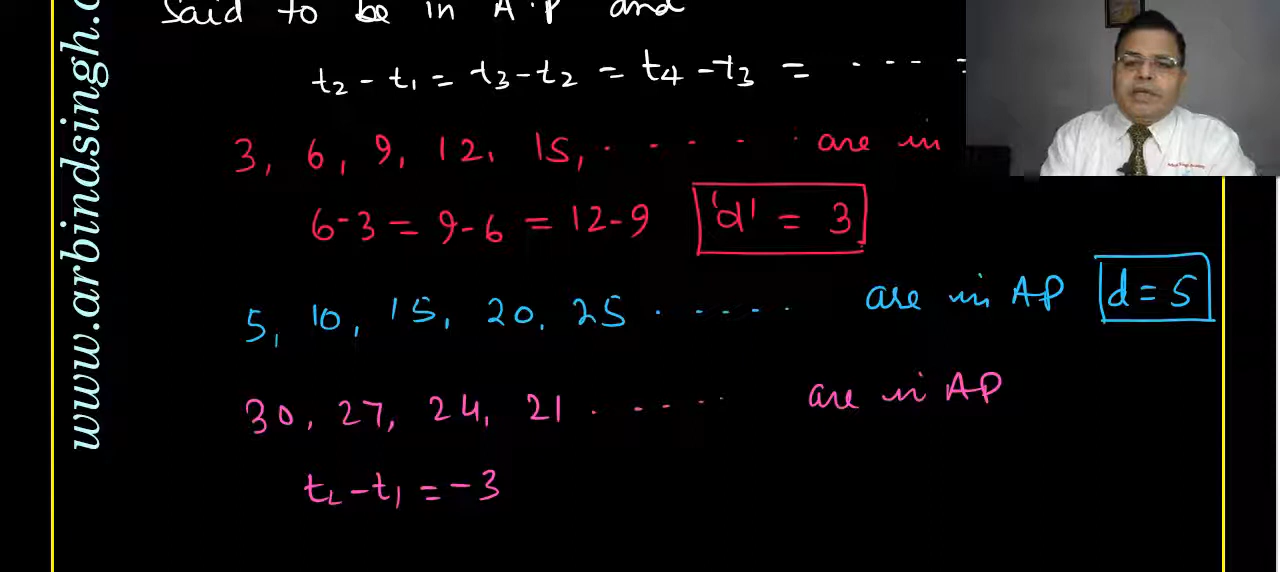 Said to be in A.P and
t₂ - t₁ = t₃ - t₂ = t₄ - t₃ = ---- =
3, 6, 9, 12, 15, ...... are in
6-3 = 9-6 = 12-9 'd' = 3
5, 10, 15, 20, 25 ...... are in AP d = 5
30, 27, 24, 21 ...... are in AP
t₂ - t₁ = -3
www.arbindsingh.c